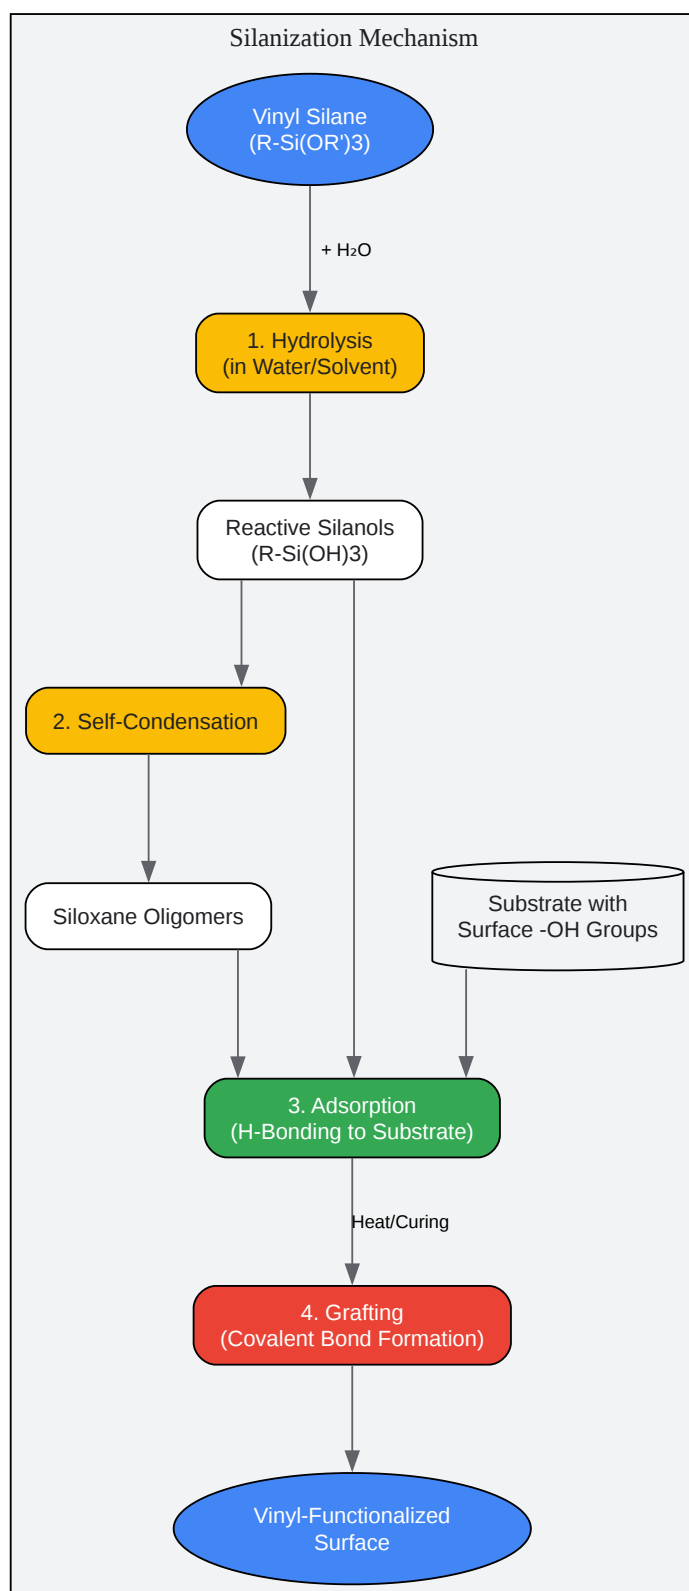 Silanization Mechanism
Vinyl Silane
(R-Si(OR')3)
+ H₂O
1. Hydrolysis
(in Water/Solvent)
Reactive Silanols
(R-Si(OH)3)
2. Self-Condensation
Siloxane Oligomers
Substrate with
Surface -OH Groups
3. Adsorption
(H-Bonding to Substrate)
Heat/Curing
4. Grafting
(Covalent Bond Formation)
Vinyl-Functionalized
Surface